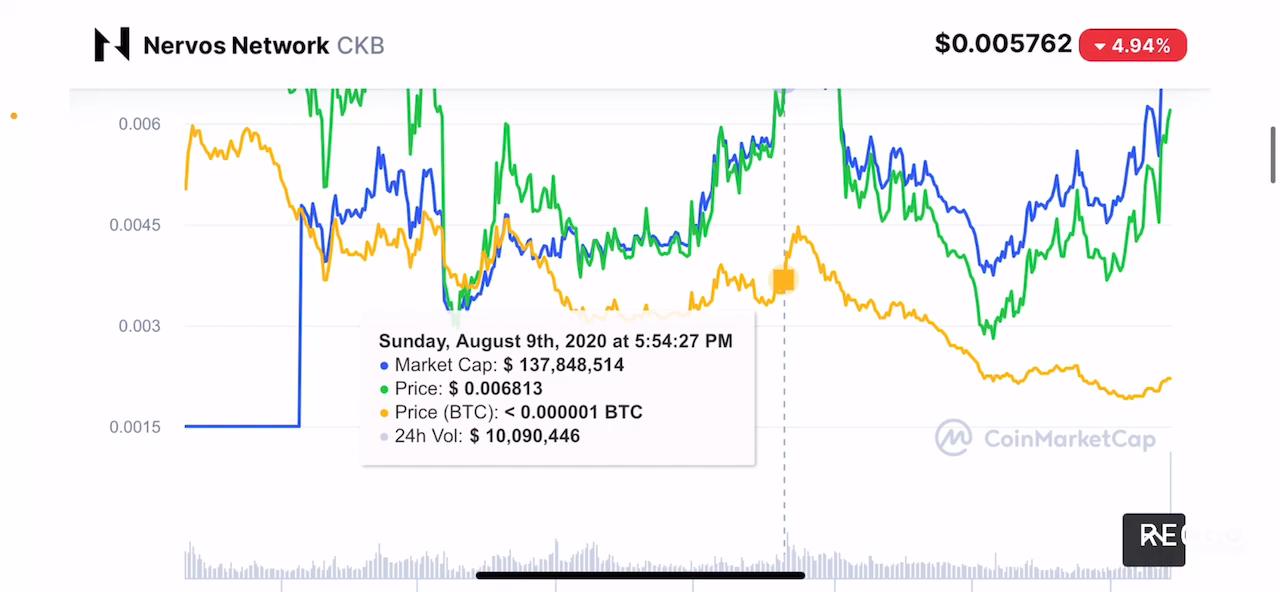 Nervos Network CKB
$0.005762
4.94%
0.006
0.0045
0.003
0.0015
Sunday, August 9th, 2020 at 5:54:27 PM
Market Cap: $ 137,848,514
Price: $ 0.006813
Price (BTC): < 0.000001 BTC
24h Vol: $ 10,090,446
CoinMarketCap